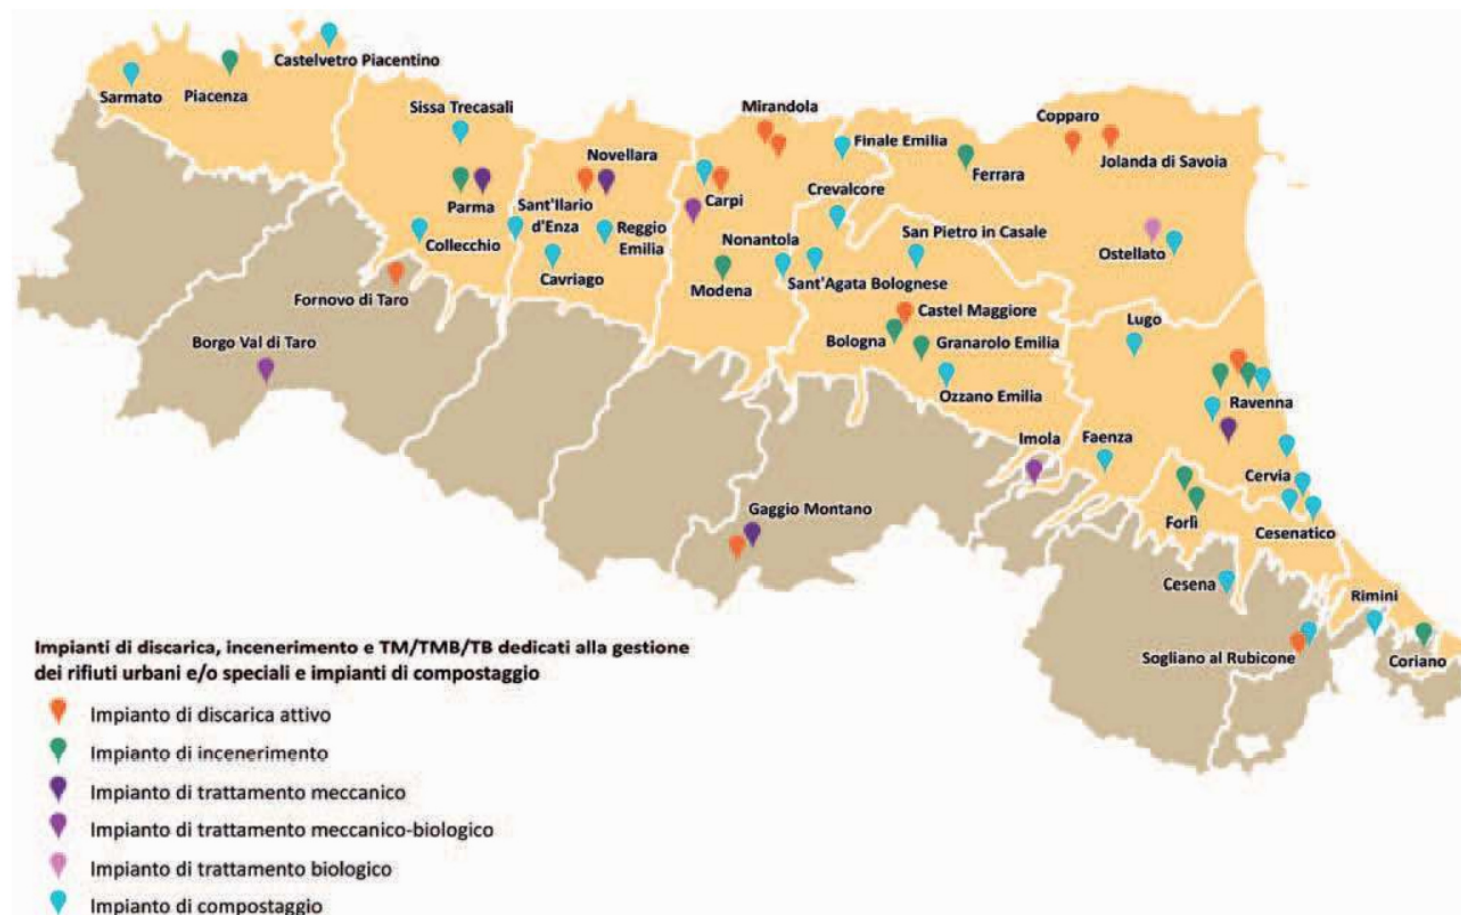 Castelvetro Piacentino
Sarmato
Piacenza
Sissa Trecasali
Mirandola
Copparo
Finale Emilia
Jolanda di Savoia
Novellara
Ferrara
Crevalcore
Parma
Sant'Ilario
d'Enza
Carpi
Reggio
Emilia
Collecchio
Nonantola
San Pietro in Casale
Ostellato
Cavriago
Modena
Sant'Agata Bolognese
Fornovo di Taro
Castel Maggiore
Lugo
Borgo Val di Taro
Bologna
Granarolo Emilia
Ozzano Emilia
Ravenna
Imola
Faenza
Cervia
Gaggio Montano
Forlì
Cesenatico
Cesena
Rimini
Sogliano al Rubicone
Coriano
Impianti di discarica, incenerimento e TM/TMB/TB dedicati alla gestione
dei rifiuti urbani e/o speciali e impianti di compostaggio
Impianto di discarica attivo
Impianto di incenerimento
Impianto di trattamento meccanico
Impianto di trattamento meccanico-biologico
Impianto di trattamento biologico
Impianto di compostaggio